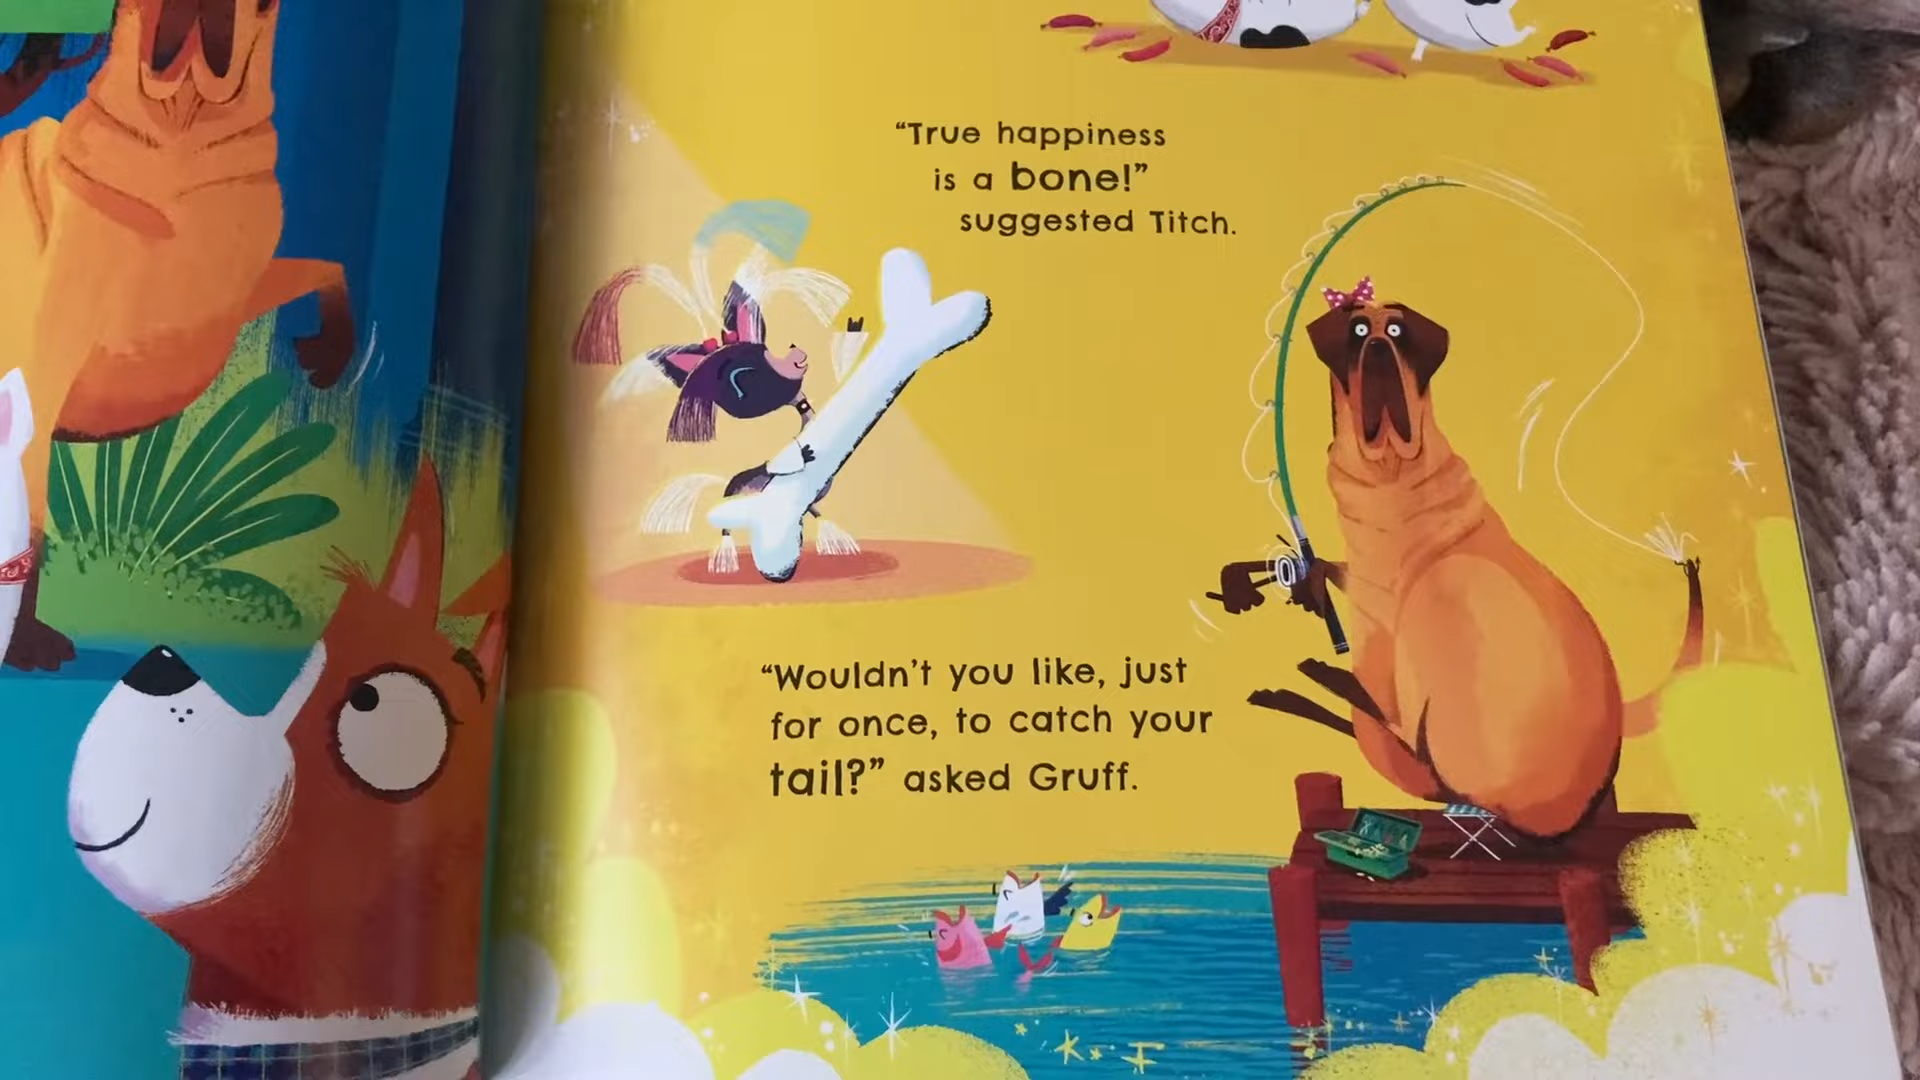 “True happiness
is a bone!”
suggested Titch.
“Wouldn’t you like, just
for once, to catch your
tail?” asked Gruff.